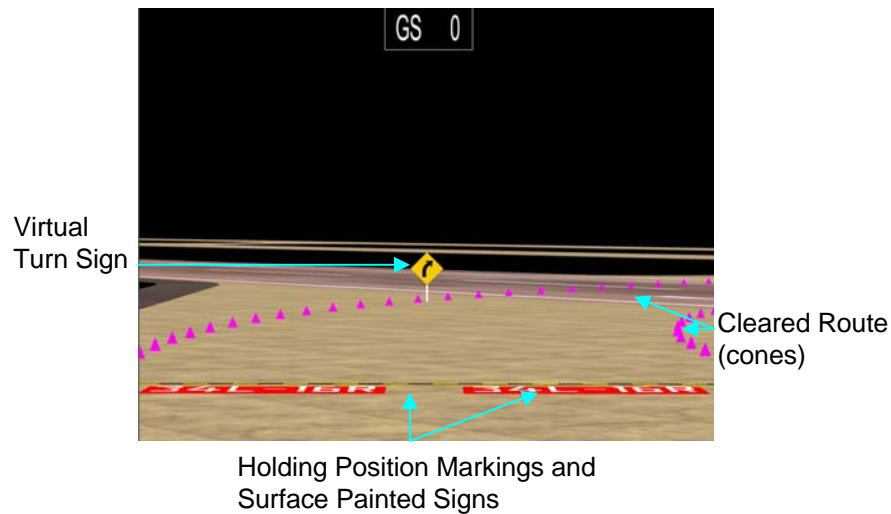 GS 0
Virtual
Turn Sign
Cleared Route
(cones)
34L-16R 34L-16R
Holding Position Markings and
Surface Painted Signs